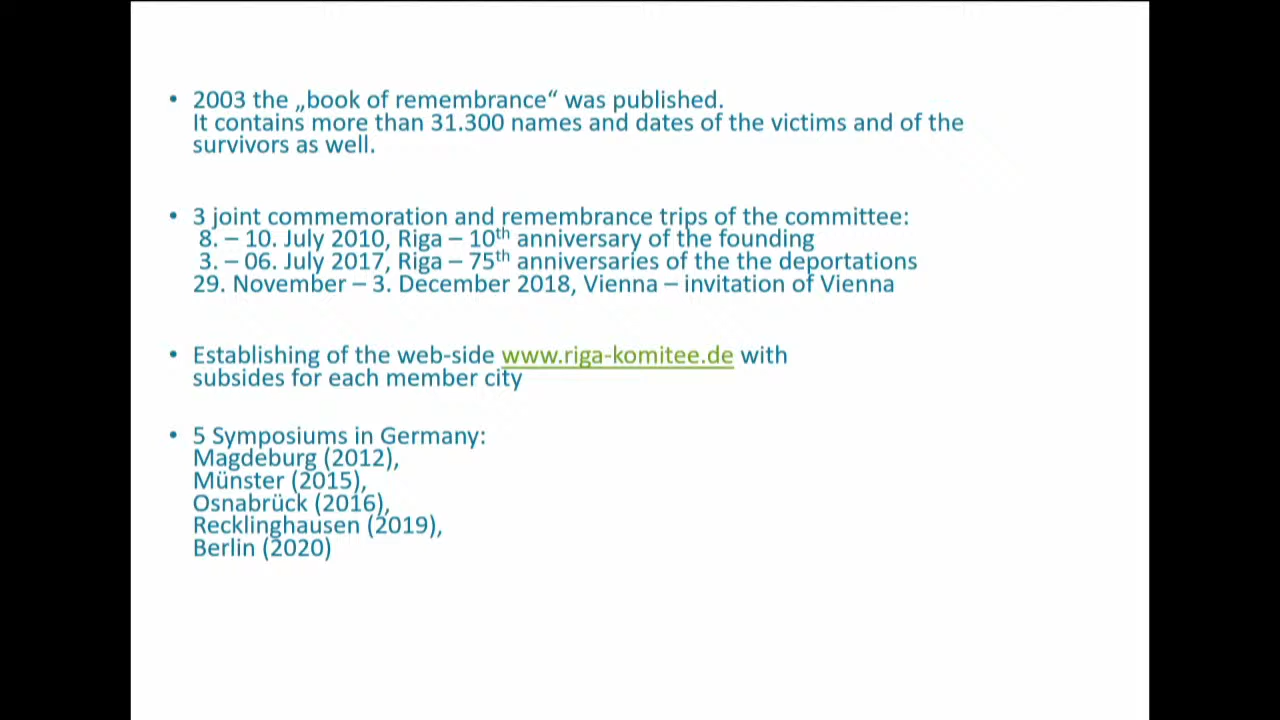 • 2003 the „book of remembrance“ was published.
It contains more than 31.300 names and dates of the victims and of the
survivors as well.
• 3 joint commemoration and remembrance trips of the committee:
8. – 10. July 2010, Riga – 10th anniversary of the founding
3. – 06. July 2017, Riga – 75th anniversaries of the the deportations
29. November – 3. December 2018, Vienna – invitation of Vienna
• Establishing of the web-side www.riga-komitee.de with
subsides for each member city
• 5 Symposiums in Germany:
Magdeburg (2012),
Münster (2015),
Osnabrück (2016),
Recklinghausen (2019),
Berlin (2020)